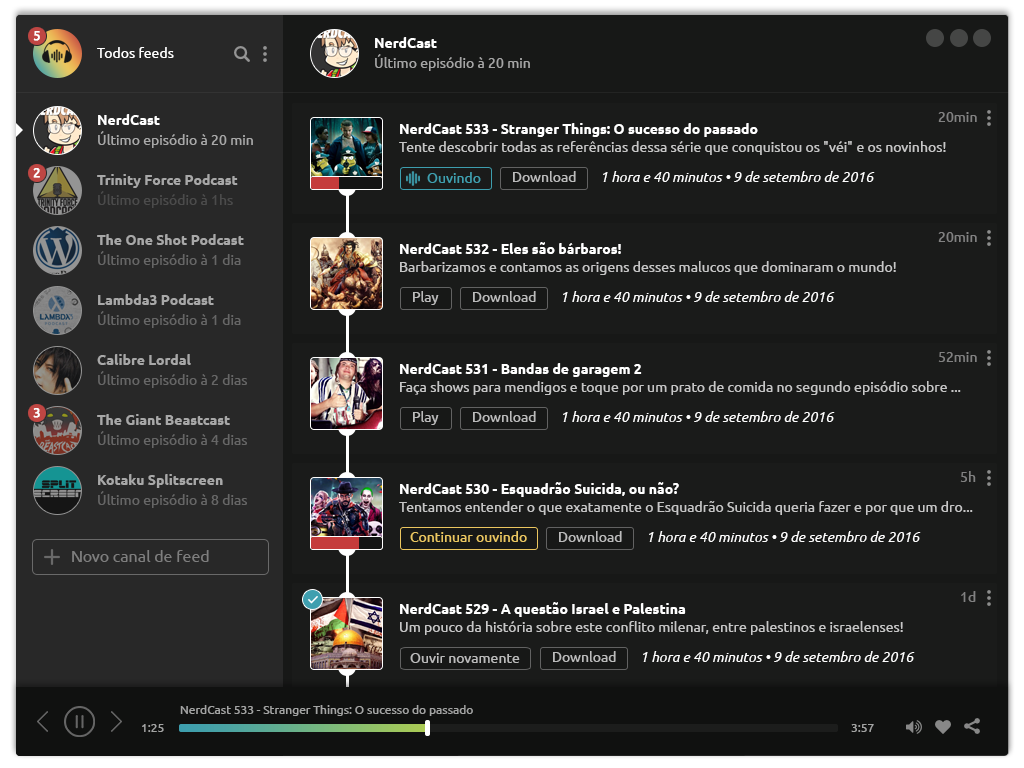 5
Todos feeds
NerdCast
Último episódio à 20 min
2
Trinity Force Podcast
Último episódio à 1hs
TRINITY FORCE
The One Shot Podcast
Último episódio à 1 dia
Lambda3 Podcast
Último episódio à 1 dia
LAMBDA3
Calibre Lordal
Último episódio à 2 dias
3
The Giant Beastcast
Último episódio à 4 dias
BEASTCAST
Kotaku Splitscreen
Último episódio à 8 dias
SPLIT
SCREEN
Novo canal de feed
NerdCast
Último episódio à 20 min
20min
NerdCast 533 - Stranger Things: O sucesso do passado
Tente descobrir todas as referências dessa série que conquistou os "véi" e os novinhos!
Ouvindo Download 1 hora e 40 minutos • 9 de setembro de 2016
20min
NerdCast 532 - Eles são bárbaros!
Barbarizamos e contamos as origens desses malucos que dominaram o mundo!
Play Download 1 hora e 40 minutos • 9 de setembro de 2016
52min
NerdCast 531 - Bandas de garagem 2
Faça shows para mendigos e toque por um prato de comida no segundo episódio sobre ...
Play Download 1 hora e 40 minutos • 9 de setembro de 2016
5h
NerdCast 530 - Esquadrão Suicida, ou não?
Tentamos entender o que exatamente o Esquadrão Suicida queria fazer e por que um dro...
Continuar ouvindo Download 1 hora e 40 minutos • 9 de setembro de 2016
1d
NerdCast 529 - A questão Israel e Palestina
Um pouco da história sobre este conflito milenar, entre palestinos e israelenses!
Ouvir novamente Download 1 hora e 40 minutos • 9 de setembro de 2016
NerdCast 533 - Stranger Things: O sucesso do passado
1:25
3:57